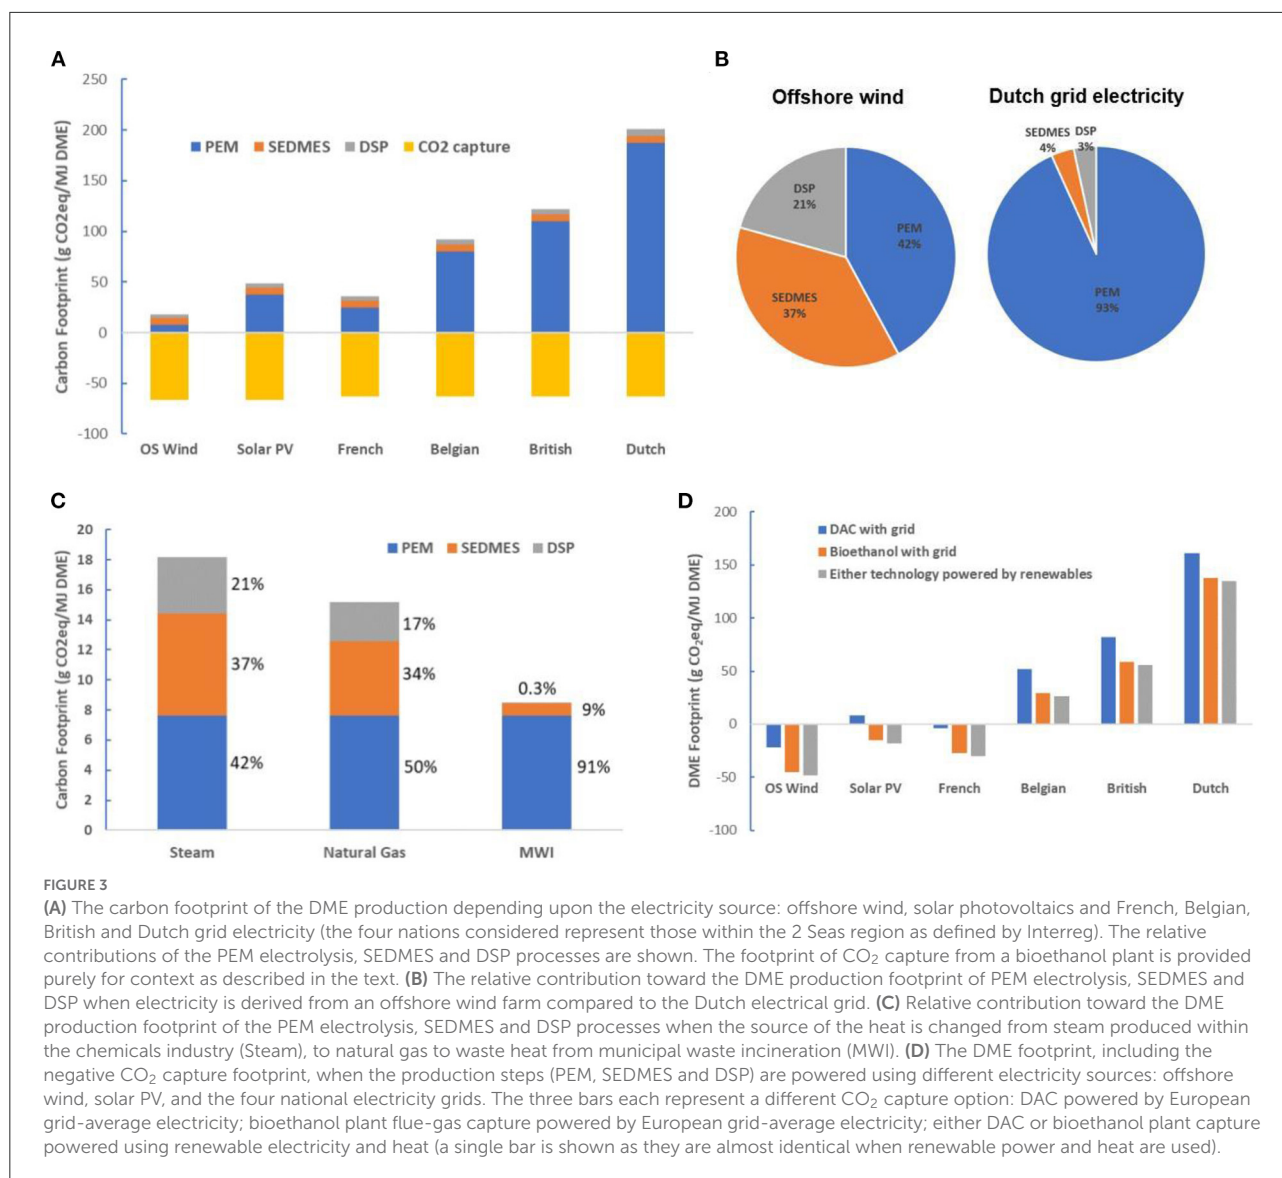 A
250
200
150
100
50
0
-50
-100
Carbon Footprint (g CO2eq/MJ DME)
PEM SEDMES DSP CO2 capture
OS Wind Solar PV French Belgian British Dutch
B
Offshore wind
DSP
21%
PEM
42%
SEDMES
37%
Dutch grid electricity
SEDMES
4%
DSP
3%
PEM
93%
C
20
18
16
14
12
10
8
6
4
2
0
Carbon Footprint (g CO2eq/MJ DME)
PEM SEDMES DSP
21%
37%
42%
17%
34%
50%
0.3%
9%
91%
Steam Natural Gas MWI
D
200
150
100
50
0
-50
-100
DME Footprint (g CO₂eq/MJ DME)
DAC with grid
Bioethanol with grid
Either technology powered by renewables
OS Wind Solar PV French Belgian British Dutch
FIGURE 3
(A) The carbon footprint of the DME production depending upon the electricity source: offshore wind, solar photovoltaics and French, Belgian,
British and Dutch grid electricity (the four nations considered represent those within the 2 Seas region as defined by Interreg). The relative
contributions of the PEM electrolysis, SEDMES and DSP processes are shown. The footprint of CO₂ capture from a bioethanol plant is provided
purely for context as described in the text. (B) The relative contribution toward the DME production footprint of PEM electrolysis, SEDMES and
DSP when electricity is derived from an offshore wind farm compared to the Dutch electrical grid. (C) Relative contribution toward the DME
production footprint of the PEM electrolysis, SEDMES and DSP processes when the source of the heat is changed from steam produced within
the chemicals industry (Steam), to natural gas to waste heat from municipal waste incineration (MWI). (D) The DME footprint, including the
negative CO₂ capture footprint, when the production steps (PEM, SEDMES and DSP) are powered using different electricity sources: offshore
wind, solar PV, and the four national electricity grids. The three bars each represent a different CO₂ capture option: DAC powered by European
grid-average electricity; bioethanol plant flue-gas capture powered by European grid-average electricity; either DAC or bioethanol plant capture
powered using renewable electricity and heat (a single bar is shown as they are almost identical when renewable power and heat are used).